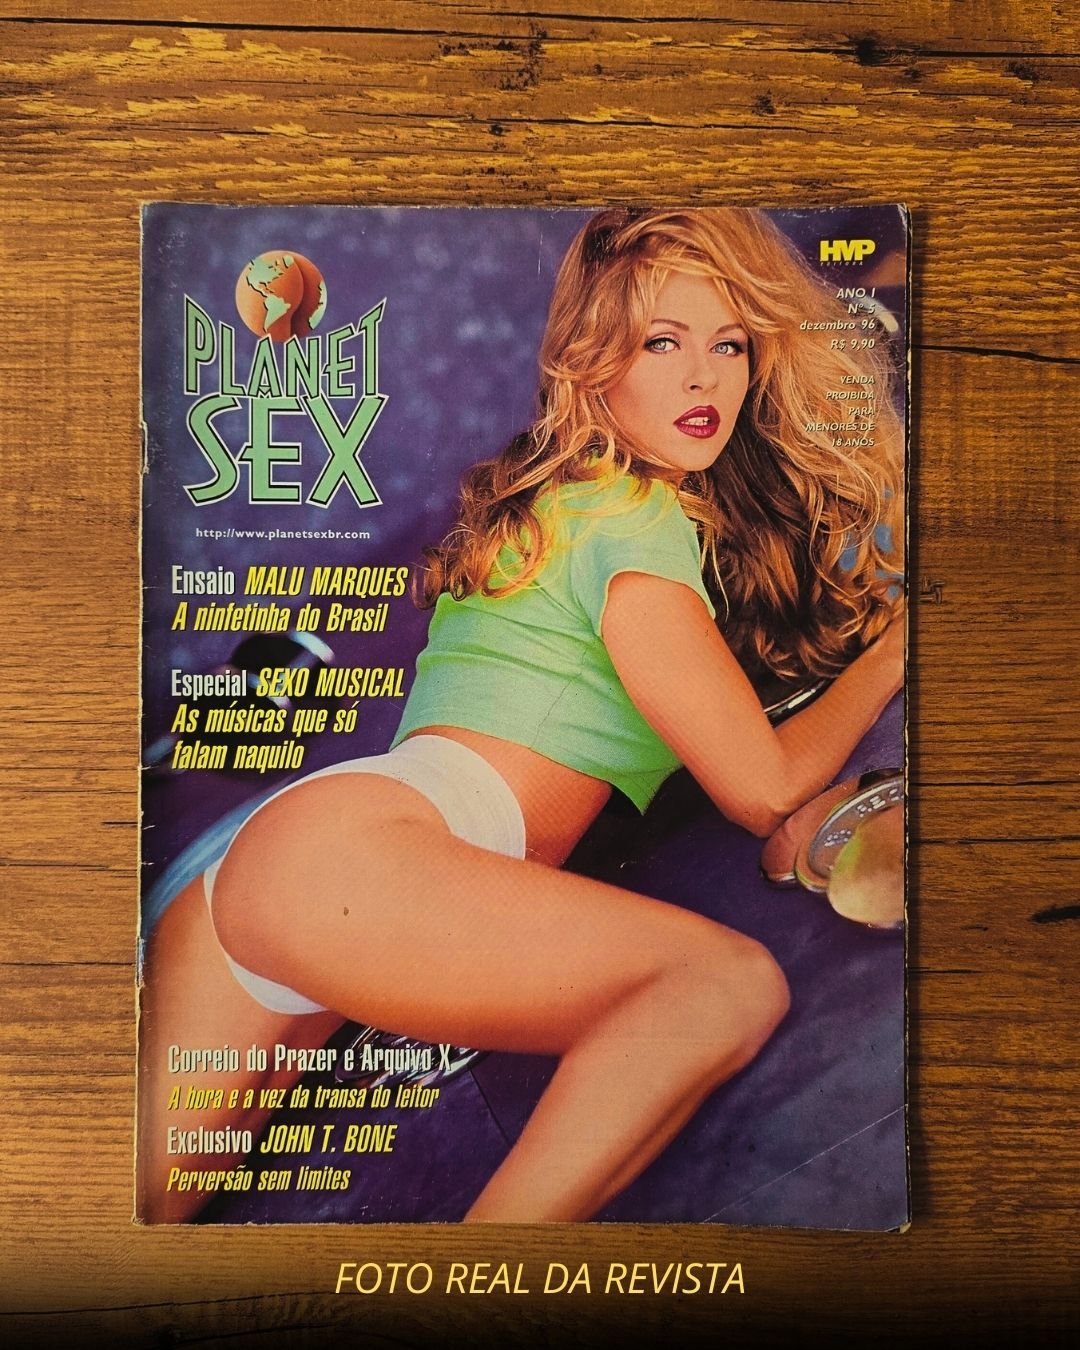 PLANET
SEX
http://www.planetsexbr.com
HMP
EDITORA
ANO I
Nº 5
dezembro 96
R$ 9,90
VENDA
PROIBIDA
PARA
MENORES DE
18 ANOS
Ensaio MALU MARQUES
A ninfetinha do Brasil
Especial SEXO MUSICAL
As músicas que só
falam naquilo
Correio do Prazer e Arquivo X
A hora e a vez da transa do leitor
Exclusivo JOHN T. BONE
Perversão sem limites
FOTO REAL DA REVISTA